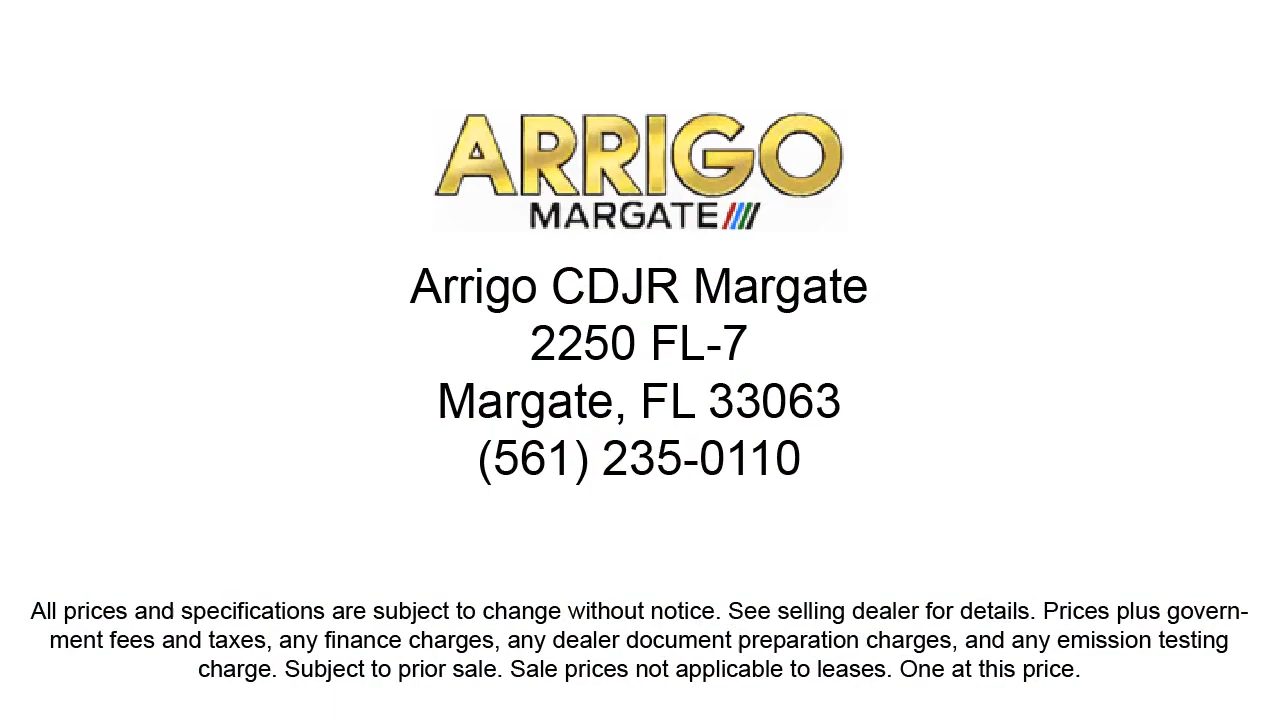 ARRIGO
MARGATE
Arrigo CDJR Margate
2250 FL-7
Margate, FL 33063
(561) 235-0110
All prices and specifications are subject to change without notice. See selling dealer for details. Prices plus govern-
ment fees and taxes, any finance charges, any dealer document preparation charges, and any emission testing
charge. Subject to prior sale. Sale prices not applicable to leases. One at this price.